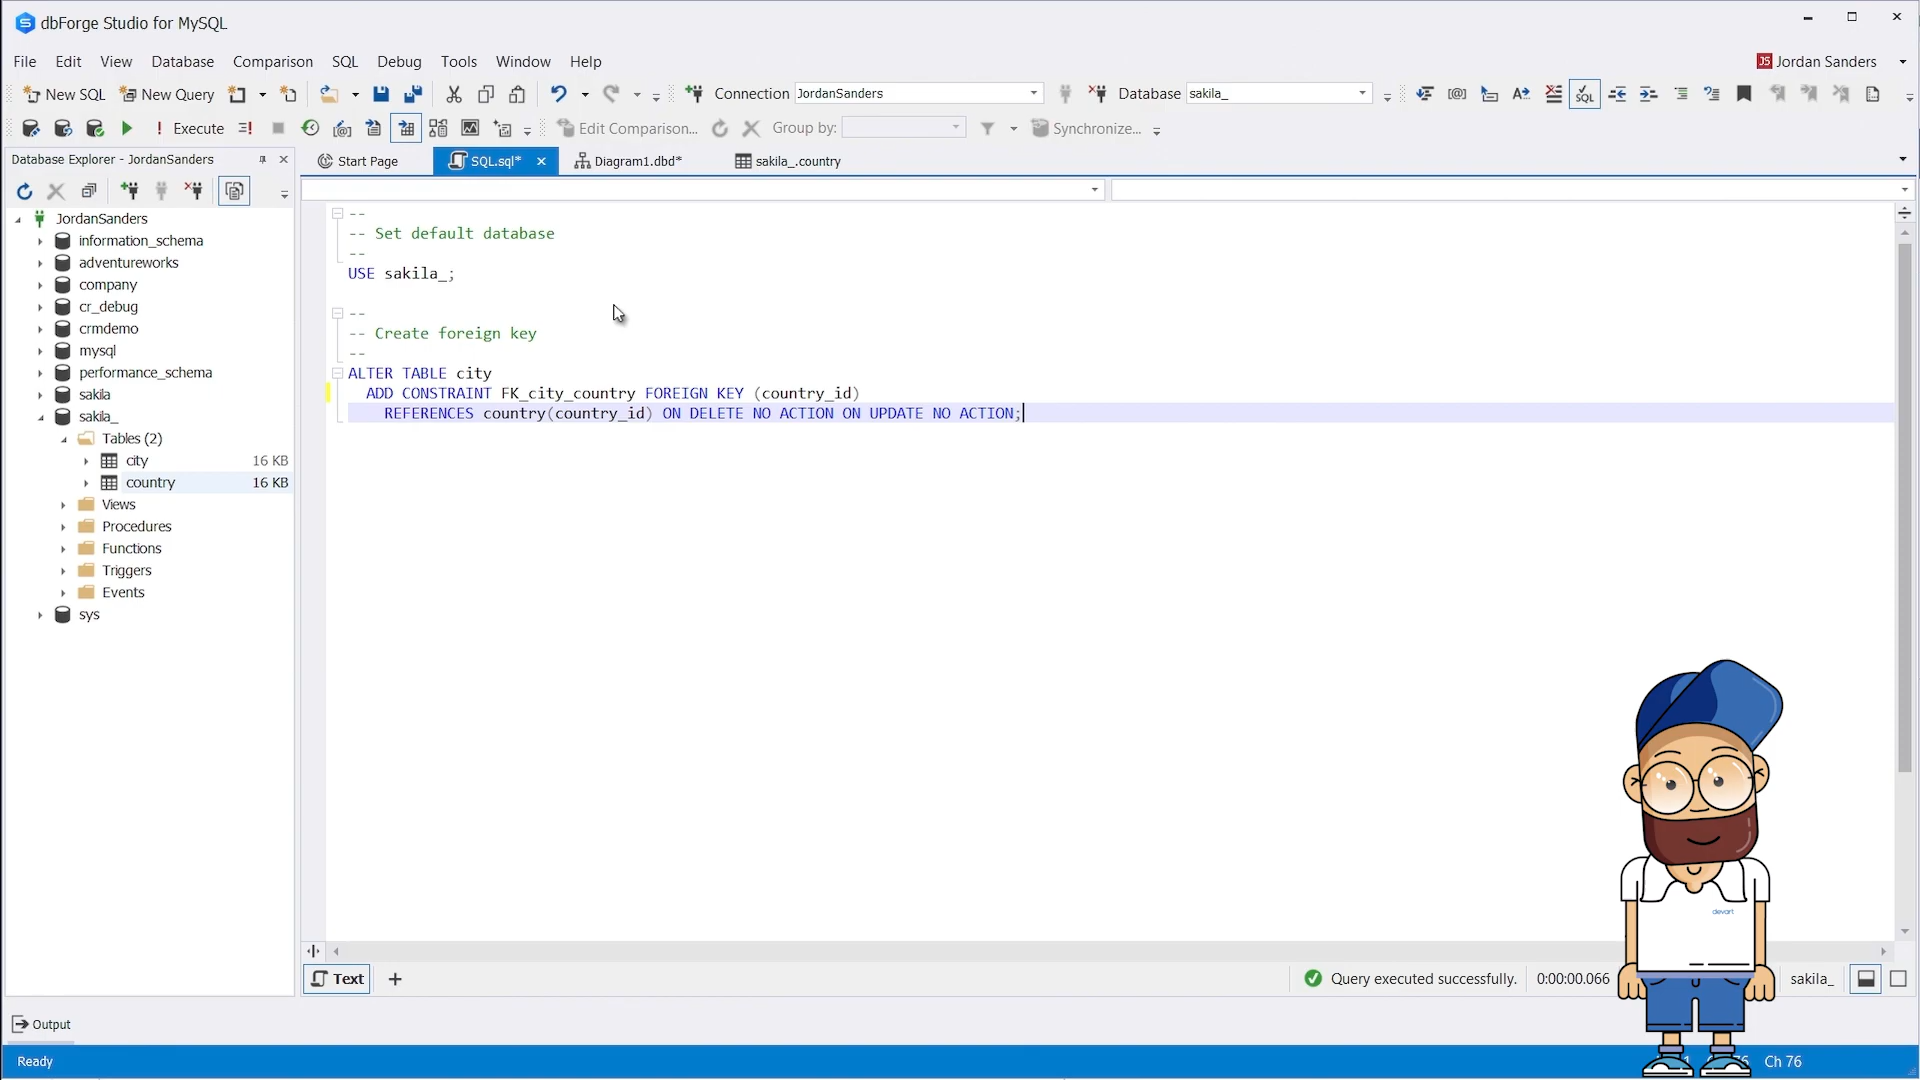 dbForge Studio for MySQL
File Edit View Database Comparison SQL Debug Tools Window Help
JS Jordan Sanders
New SQL New Query Connection JordanSanders Database sakila_
Execute Edit Comparison... Group by: Synchronize...
Database Explorer - JordanSanders
Start Page SQL.sql* Diagram1.dbd* sakila_.country
JordanSanders
information_schema
adventureworks
company
cr_debug
crmdemo
mysql
performance_schema
sakila
sakila_
Tables (2)
city 16 KB
country 16 KB
Views
Procedures
Functions
Triggers
Events
sys
--
-- Set default database
--
USE sakila_;
--
-- Create foreign key
--
ALTER TABLE city
ADD CONSTRAINT FK_city_country FOREIGN KEY (country_id)
REFERENCES country(country_id) ON DELETE NO ACTION ON UPDATE NO ACTION;
devart
Text
Query executed successfully. 0:00:00.066 sakila_
Output
Ready
Ch 76